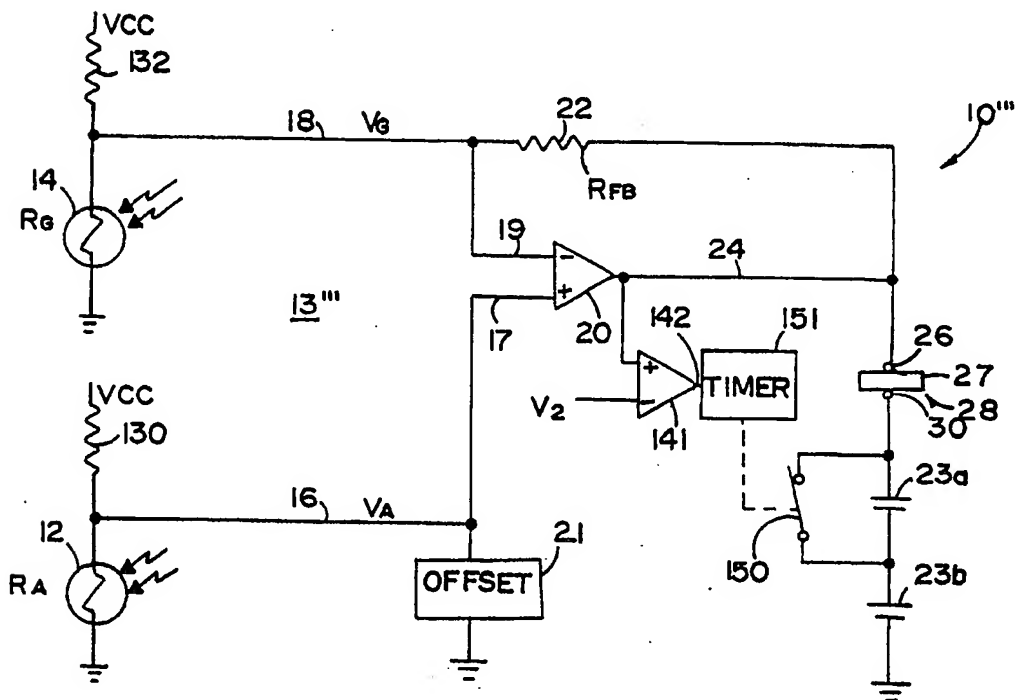 VCC
132
18
VG
22
RFB
10'''
14
RG
19
-
+
17
20
24
13'''
142
151
TIMER
+
-
V2
141
26
27
28
30
VCC
130
16
VA
12
RA
21
OFFSET
150
23a
23b